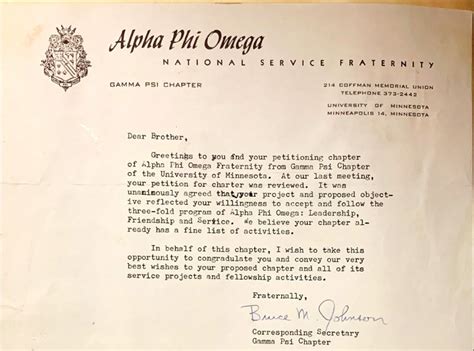 Alpha Phi Omega
NATIONAL SERVICE FRATERNITY
GAMMA PSI CHAPTER
214 COFFMAN MEMORIAL UNION
TELEPHONE 373-2442
UNIVERSITY OF MINNESOTA
MINNEAPOLIS 14, MINNESOTA
Dear Brother,
Greetings to you and your petitioning chapter
of Alpha Phi Omega Fraternity from Gamma Psi Chapter
of the University of Minnesota. At our last meeting,
your petition for charter was reviewed. It was
unanimously agreed that your project and proposed object-
ive reflected your willingness to accept and follow the
three-fold program of Alpha Phi Omega: Leadership,
Friendship and Service. We believe your chapter al-
ready has a fine list of activities.
In behalf of this chapter, I wish to take this
opportunity to congradulate you and convey our very
best wishes to your proposed chapter and all of its
service projects and fellowship activities.
Fraternally,
Bruce M. Johnson
Corresponding Secretary
Gamma Psi Chapter